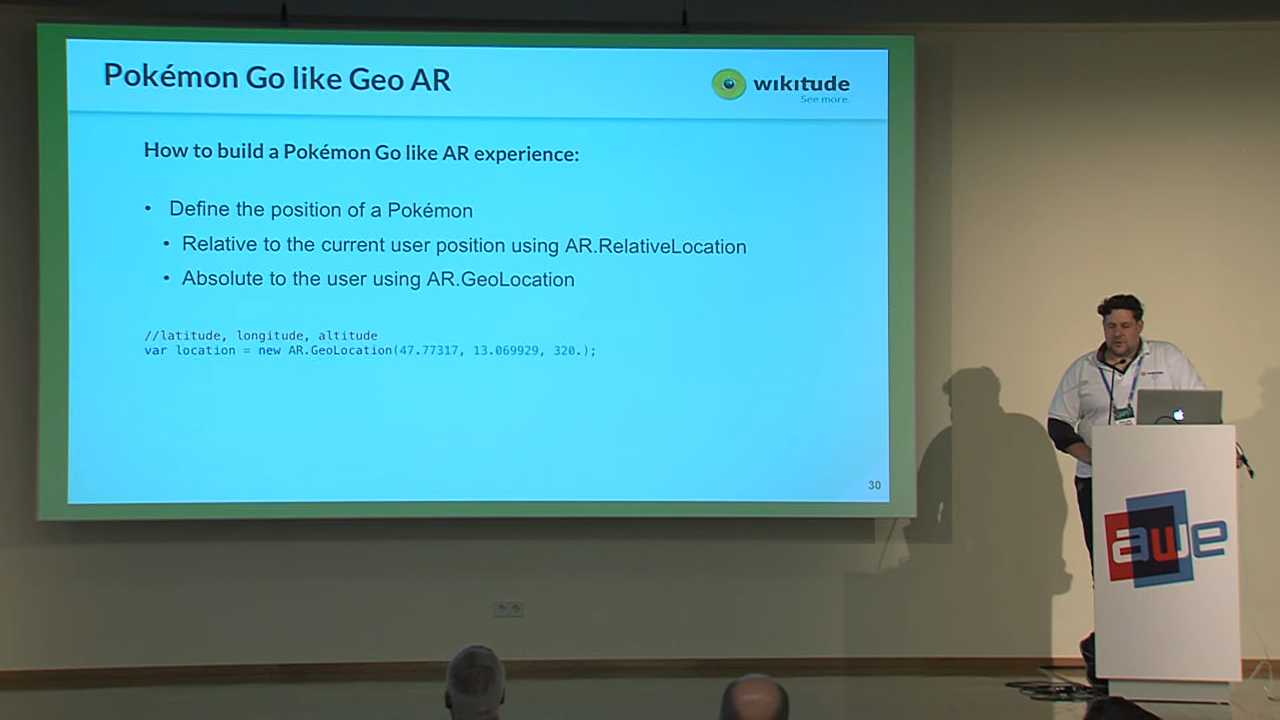 Pokémon Go like Geo AR
wikitude
See more.
How to build a Pokémon Go like AR experience:
• Define the position of a Pokémon
• Relative to the current user position using AR.RelativeLocation
• Absolute to the user using AR.GeoLocation
//latitude, longitude, altitude
var location = new AR.GeoLocation(47.77317, 13.069929, 320.);
30
awe